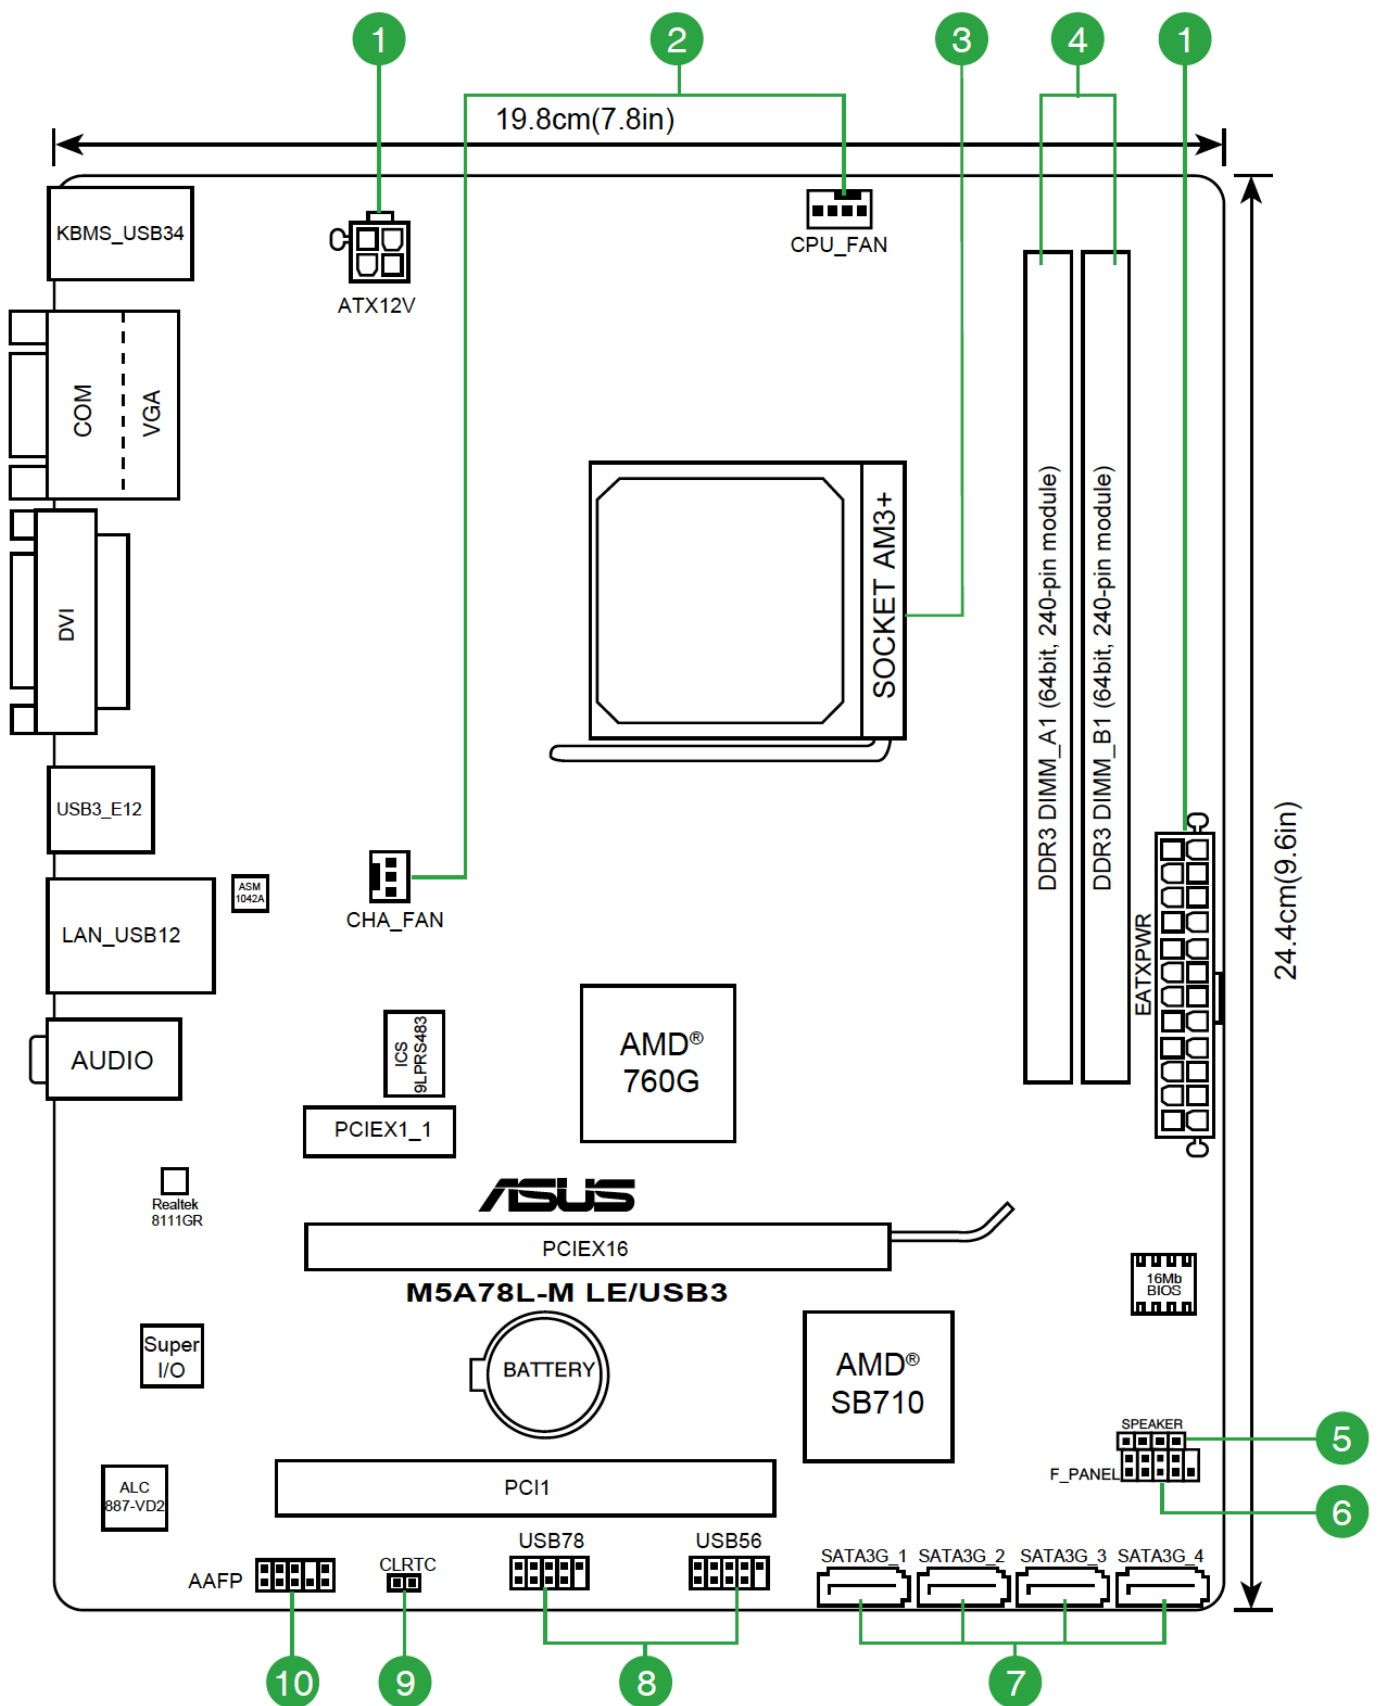 1
2
3
4
1
19.8cm(7.8in)
KBMS_USB34
ATX12V
CPU_FAN
COM
VGA
DVI
SOCKET AM3+
DDR3 DIMM_A1 (64bit, 240-pin module)
DDR3 DIMM_B1 (64bit, 240-pin module)
24.4cm(9.6in)
USB3_E12
ASM
1042A
CHA_FAN
LAN_USB12
EATXPWR
AUDIO
ICS
9LPRS483
AMD®
760G
PCIEX1_1
Realtek
8111GR
ASUS
PCIEX16
M5A78L-M LE/USB3
16Mb
BIOS
Super
I/O
BATTERY
AMD®
SB710
SPEAKER
5
F_PANEL
6
ALC
887-VD2
PCI1
USB78
USB56
SATA3G_1
SATA3G_2
SATA3G_3
SATA3G_4
AAFP
CLRTC
10
9
8
7